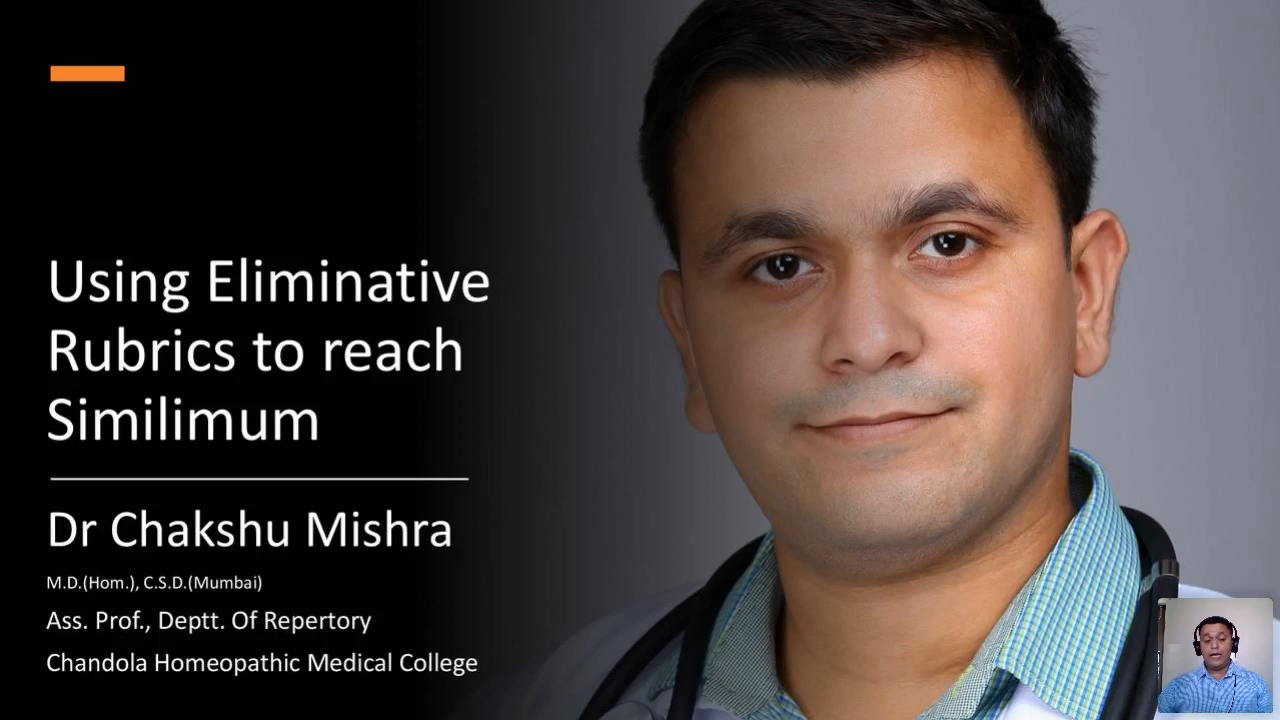 Using Eliminative
Rubrics to reach
Similimum
Dr Chakshu Mishra
M.D.(Hom.), C.S.D.(Mumbai)
Ass. Prof., Deptt. Of Repertory
Chandola Homeopathic Medical College